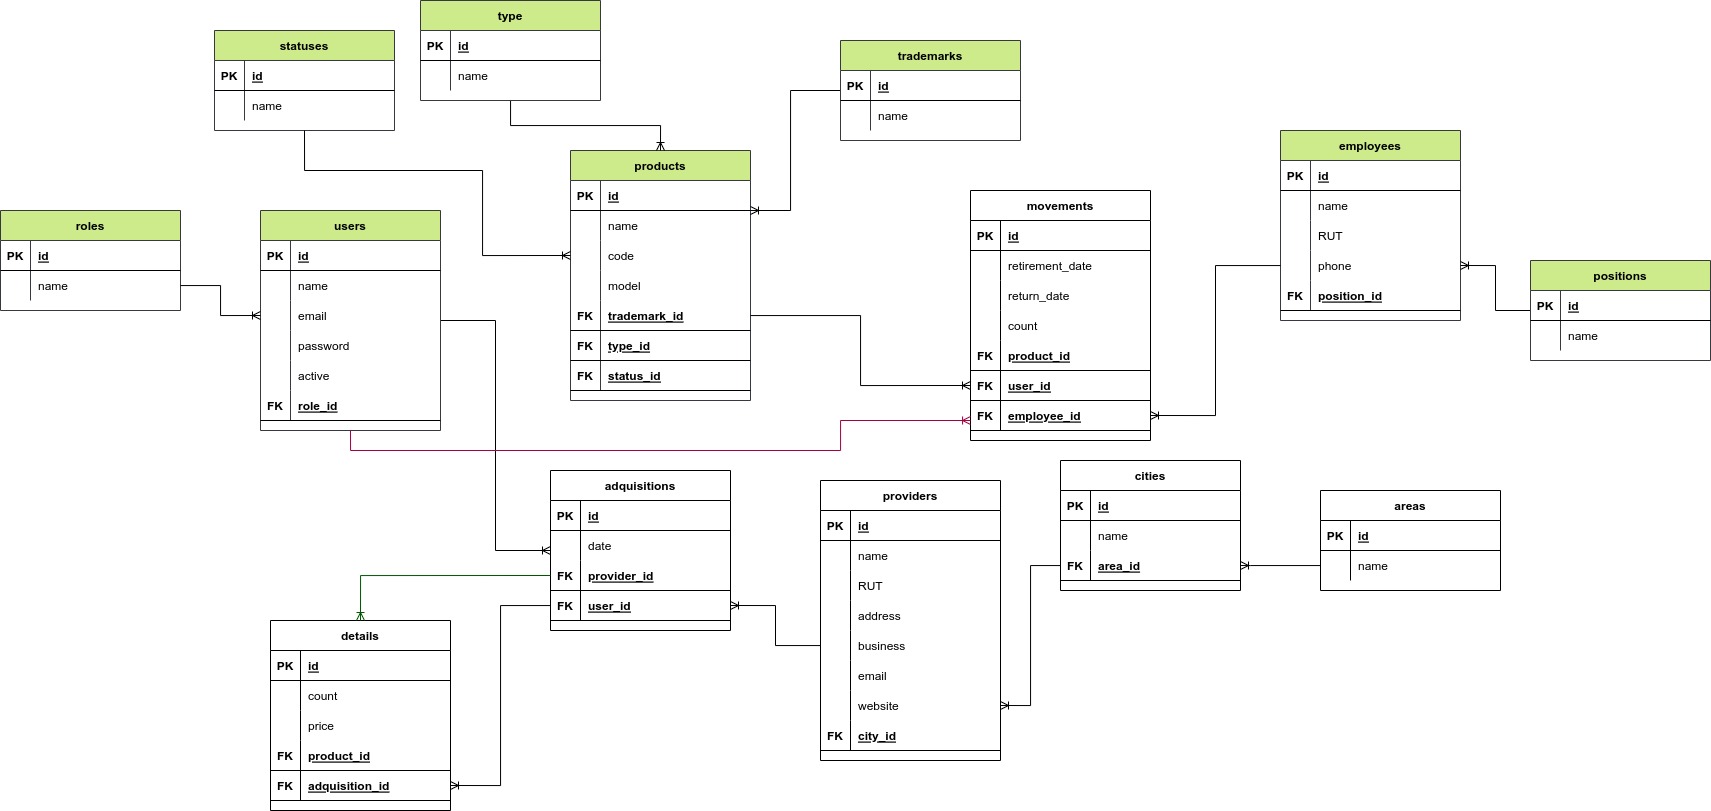 type
PK id
name
statuses
PK id
name
trademarks
PK id
name
products
PK id
name
code
model
FK trademark_id
FK type_id
FK status_id
employees
PK id
name
RUT
phone
FK position_id
movements
PK id
retirement_date
return_date
count
FK product_id
FK user_id
FK employee_id
roles
PK id
name
users
PK id
name
email
password
active
FK role_id
positions
PK id
name
adquisitions
PK id
date
FK provider_id
FK user_id
providers
PK id
name
RUT
address
business
email
website
FK city_id
cities
PK id
name
FK area_id
areas
PK id
name
details
PK id
count
price
FK product_id
FK adquisition_id